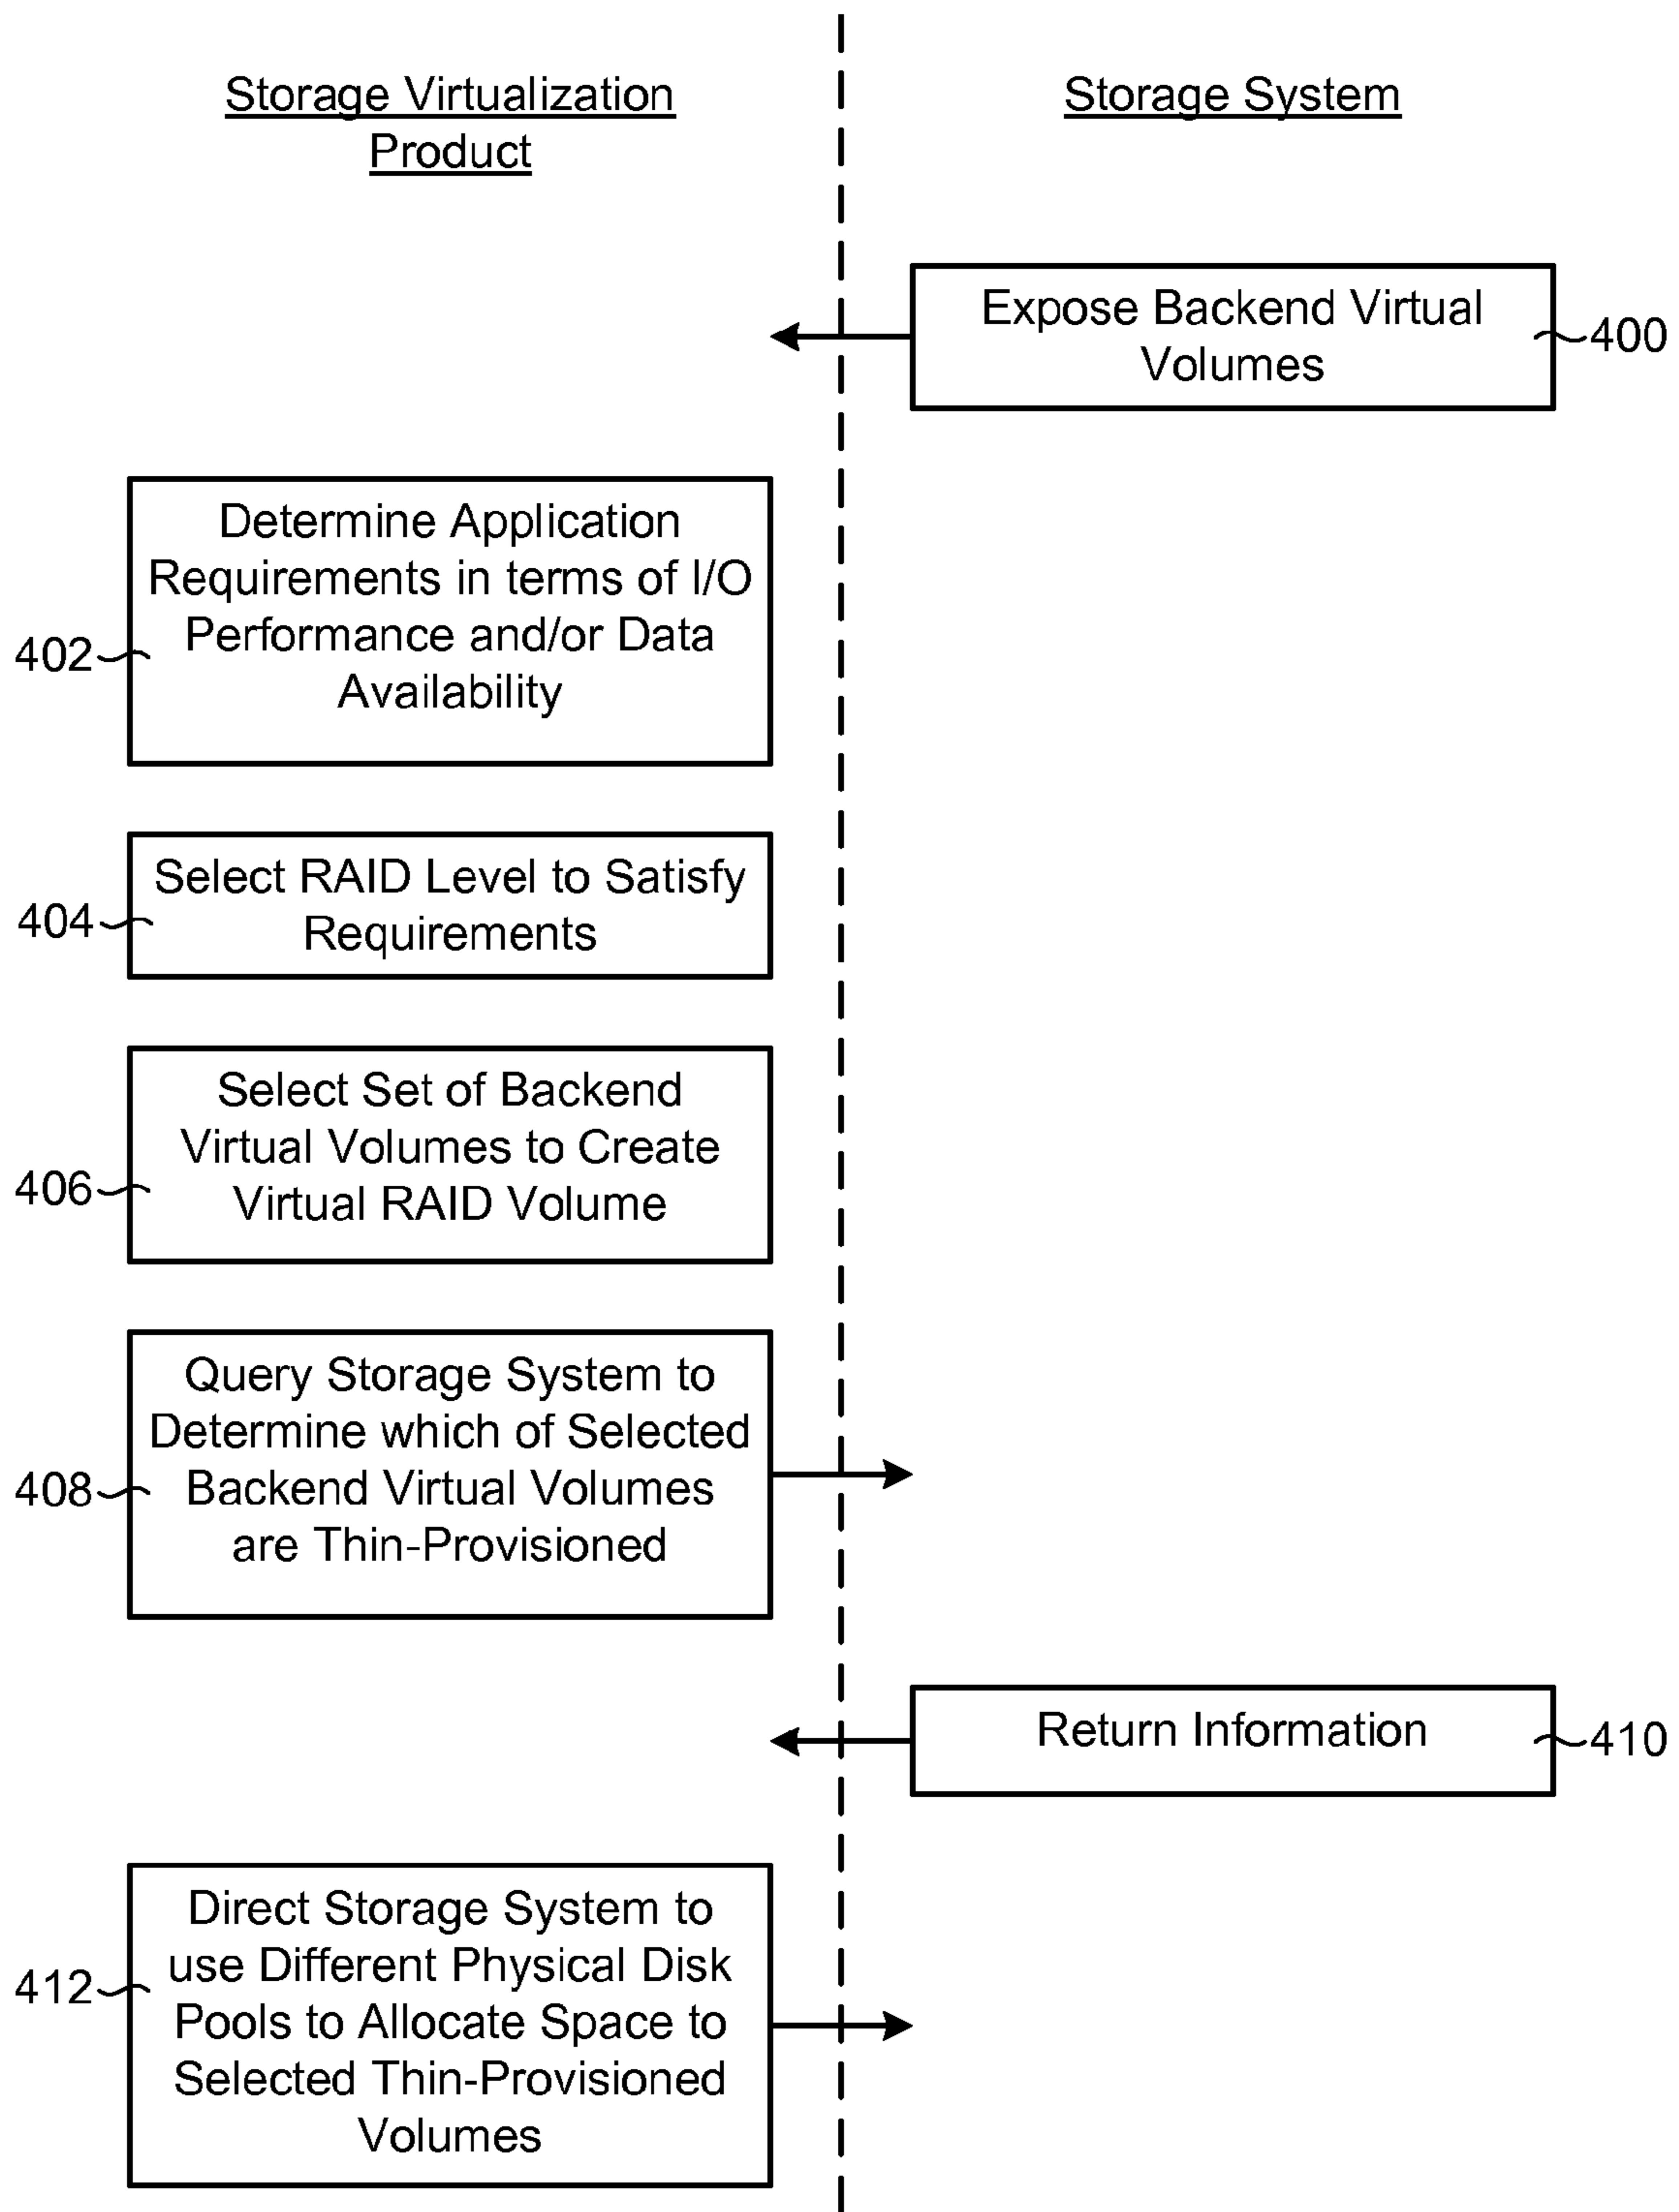 Storage Virtualization
Product
Storage System
Expose Backend Virtual
Volumes
400
Determine Application
Requirements in terms of I/O
Performance and/or Data
Availability
402
Select RAID Level to Satisfy
Requirements
404
Select Set of Backend
Virtual Volumes to Create
Virtual RAID Volume
406
Query Storage System to
Determine which of Selected
Backend Virtual Volumes
are Thin-Provisioned
408
Return Information
410
Direct Storage System to
use Different Physical Disk
Pools to Allocate Space to
Selected Thin-Provisioned
Volumes
412